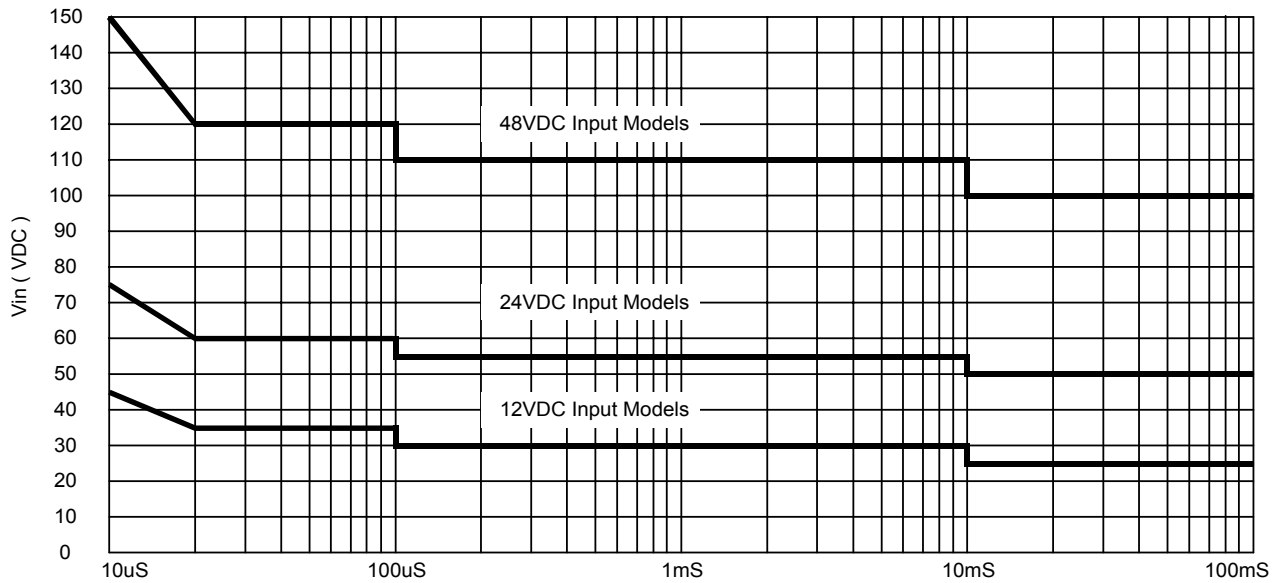 150
140
130
120
110
100
90
80
70
60
50
40
30
20
10
0
Vin ( VDC )
48VDC Input Models
24VDC Input Models
12VDC Input Models
10uS
100uS
1mS
10mS
100mS